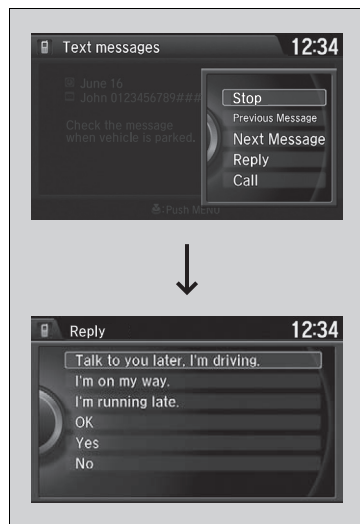 Text messages 12:34
June 16
John 0123456789###
Check the message
when vehicle is parked.
Stop
Previous Message
Next Message
Reply
Call
:Push MENU
Reply 12:34
Talk to you later, I'm driving.
I'm on my way.
I'm running late.
OK
Yes
No